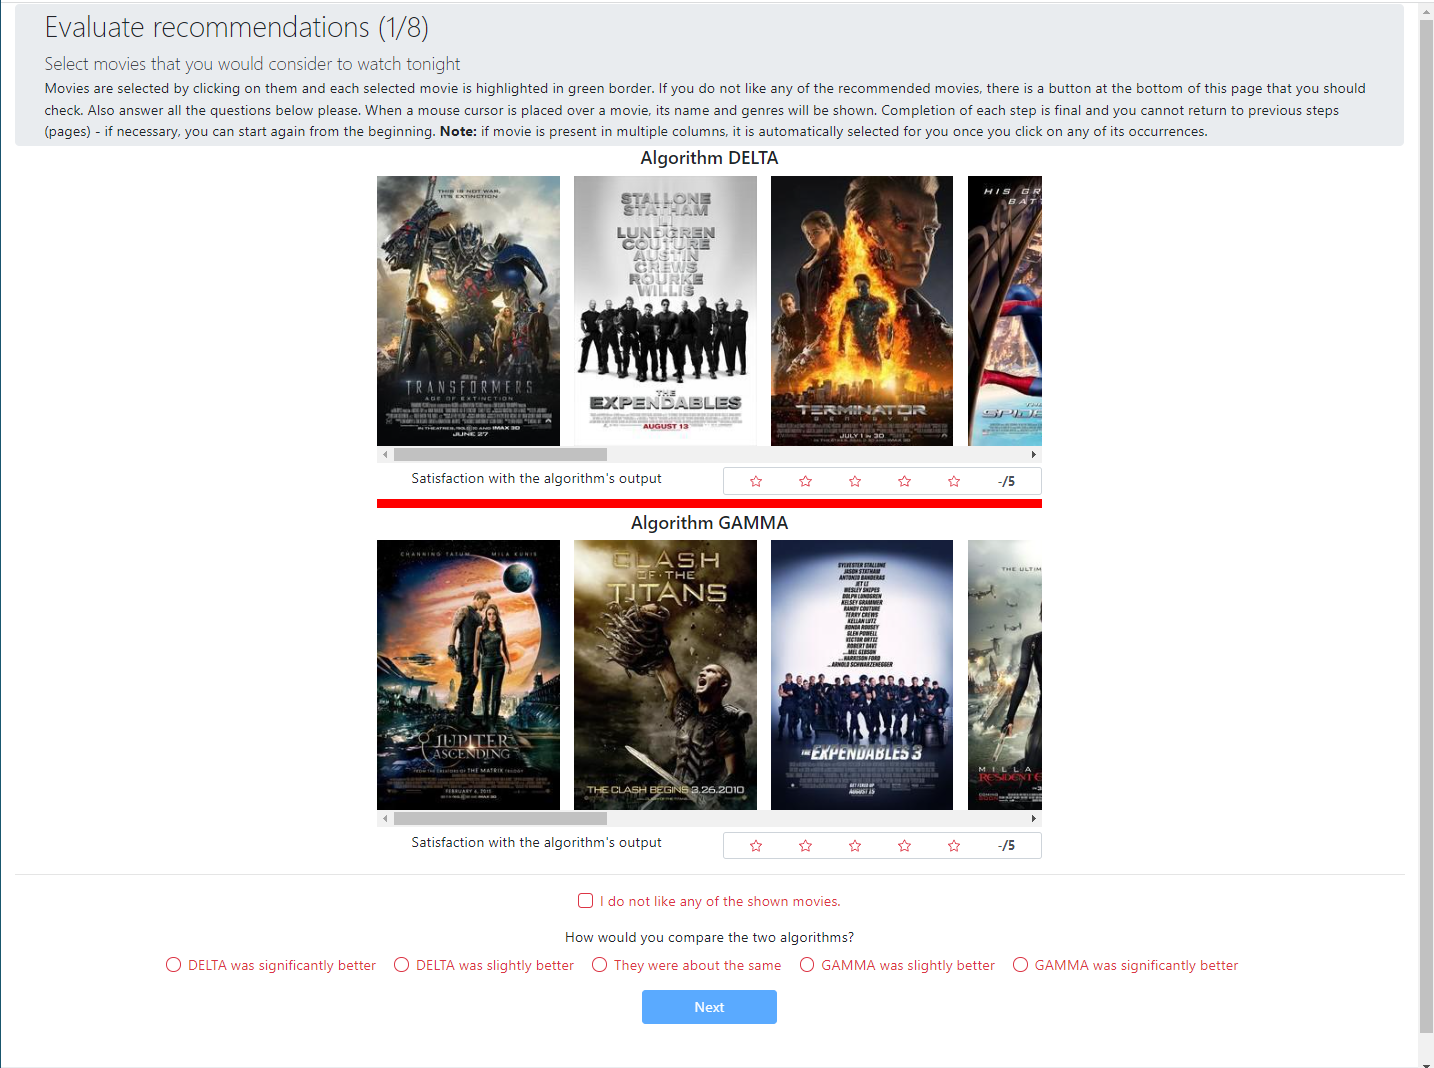 Evaluate recommendations (1/8)
Select movies that you would consider to watch tonight
Movies are selected by clicking on them and each selected movie is highlighted in green border. If you do not like any of the recommended movies, there is a button at the bottom of this page that you should
check. Also answer all the questions below please. When a mouse cursor is placed over a movie, its name and genres will be shown. Completion of each step is final and you cannot return to previous steps
(pages) - if necessary, you can start again from the beginning. Note: if movie is present in multiple columns, it is automatically selected for you once you click on any of its occurrences.
Algorithm DELTA
THIS IS NOT WAR.
IT'S EXTINCTION
TRANSFORMERS
AGE OF EXTINCTION
IN THEATRES, REAL D 3D AND IMAX 3D
JUNE 27
STALLONE
STATHAM
LI
LUNDGREN
COUTURE
AUSTIN
CREWS
ROURKE
WILLIS
THE
EXPENDABLES
AUGUST 13
TERMINATOR
GENISYS
JULY 1 IN 3D
HIS GR
BAT
SPIDE
Satisfaction with the algorithm's output
-/5
Algorithm GAMMA
CHANNING TATUM MILA KUNIS
JUPITER
ASCENDING
FROM THE CREATORS OF THE MATRIX TRILOGY
FEBRUARY 6, 2015
CLASH
OF THE
TITANS
THE CLASH BEGINS 3.26.2010
SYLVESTER STALLONE
JASON STATHAM
ANTONIO BANDERAS
JET LI
WESLEY SNIPES
DOLPH LUNDGREN
KELSEY GRAMMER
RANDY COUTURE
TERRY CREWS
KELLAN LUTZ
RONDA ROUSEY
GLEN POWELL
VICTOR ORTIZ
ROBERT DAVI
...MEL GIBSON
...HARRISON FORD
...ARNOLD SCHWARZENEGGER
THE EXPENDABLES 3
GET FIXED UP
AUGUST 15
THE ULTIM
MILLA
RESIDENT E
Satisfaction with the algorithm's output
-/5
I do not like any of the shown movies.
How would you compare the two algorithms?
DELTA was significantly better DELTA was slightly better They were about the same GAMMA was slightly better GAMMA was significantly better
Next